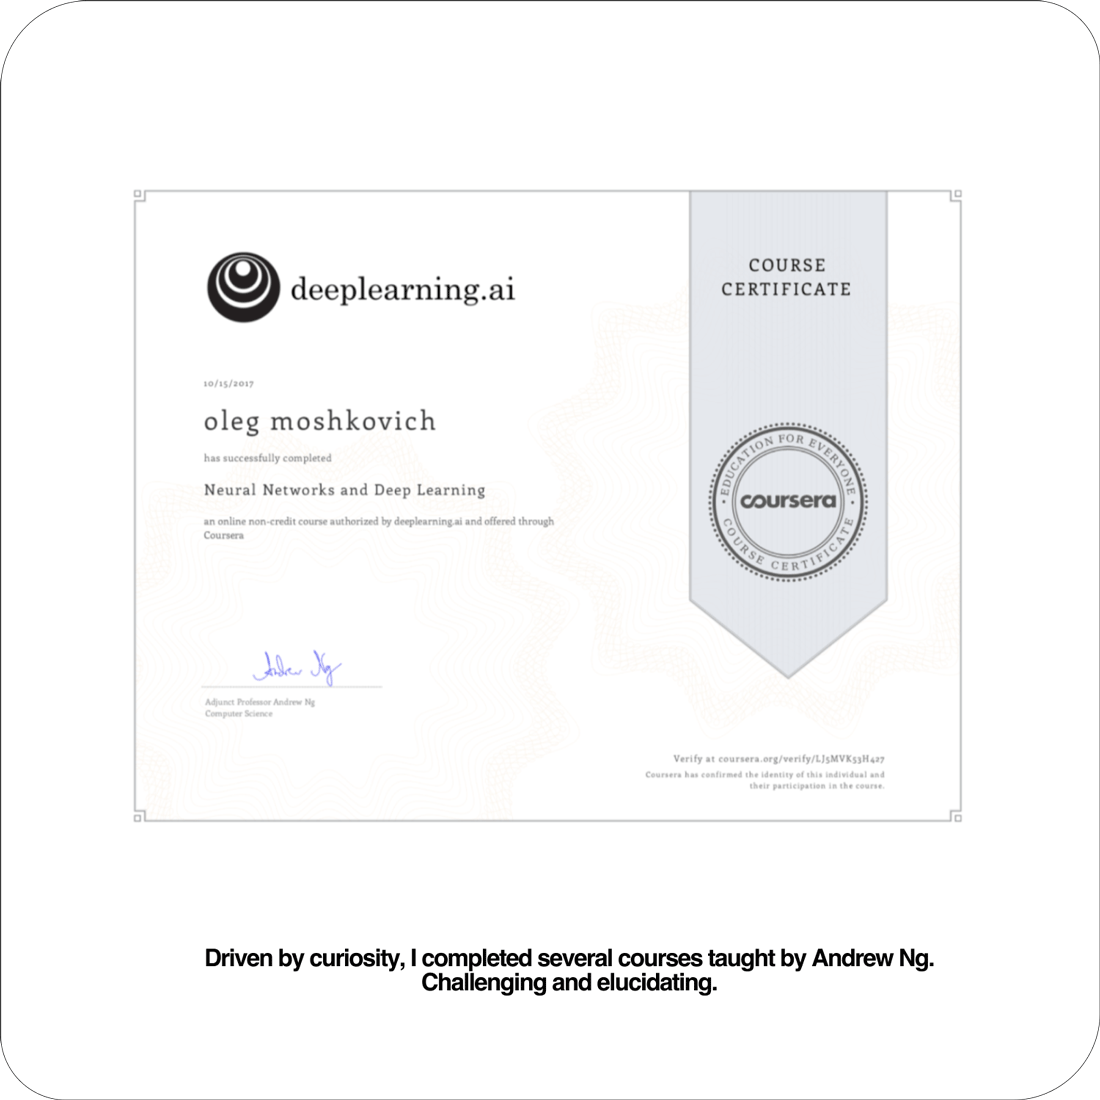 deeplearning.ai
COURSE
CERTIFICATE
10/15/2017
oleg moshkovich
has successfully completed
Neural Networks and Deep Learning
an online non-credit course authorized by deeplearning.ai and offered through
Coursera
EDUCATION FOR EVERYONE
coursera
COURSE CERTIFICATE
Andrew Ng
Adjunct Professor Andrew Ng
Computer Science
Verify at coursera.org/verify/LJ5MVK53H427
Coursera has confirmed the identity of this individual and
their participation in the course.
Driven by curiosity, I completed several courses taught by Andrew Ng.
Challenging and elucidating.